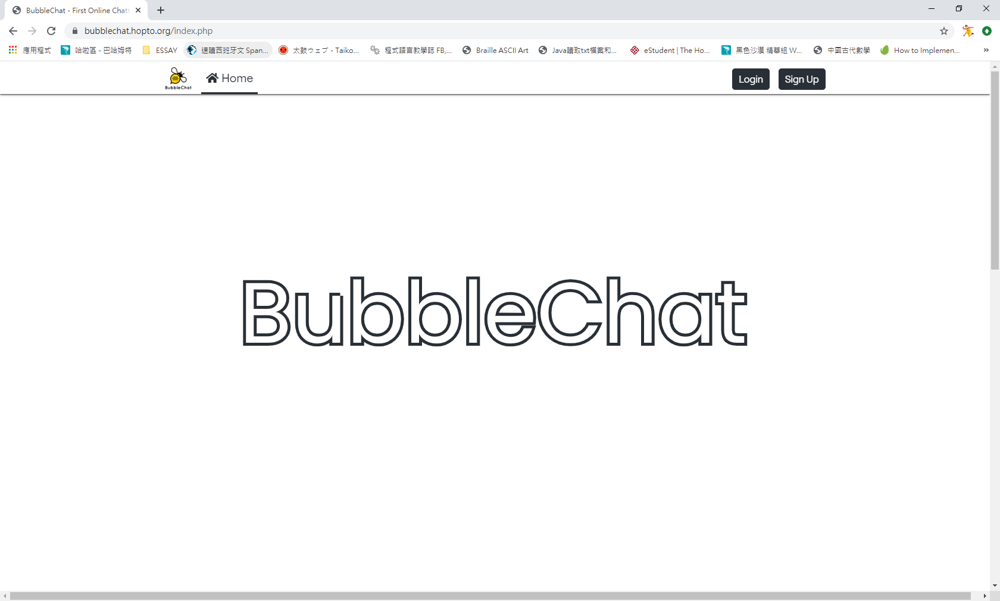 BubbleChat - First Online Chat
bubblechat.hopto.org/index.php
應用程式 哈啦區 - 巴哈姆特 ESSAY 速讀西班牙文 Span... 太鼓ウェブ - Taiko... 程式語言教學誌 FB,... Braille ASCII Art Java讀取txt檔案和... eStudent | The Ho... 黑色沙漠 精華組 W... 中國古代數學 How to Implemen... »
BubbleChat Home Login Sign Up
BubbleChat